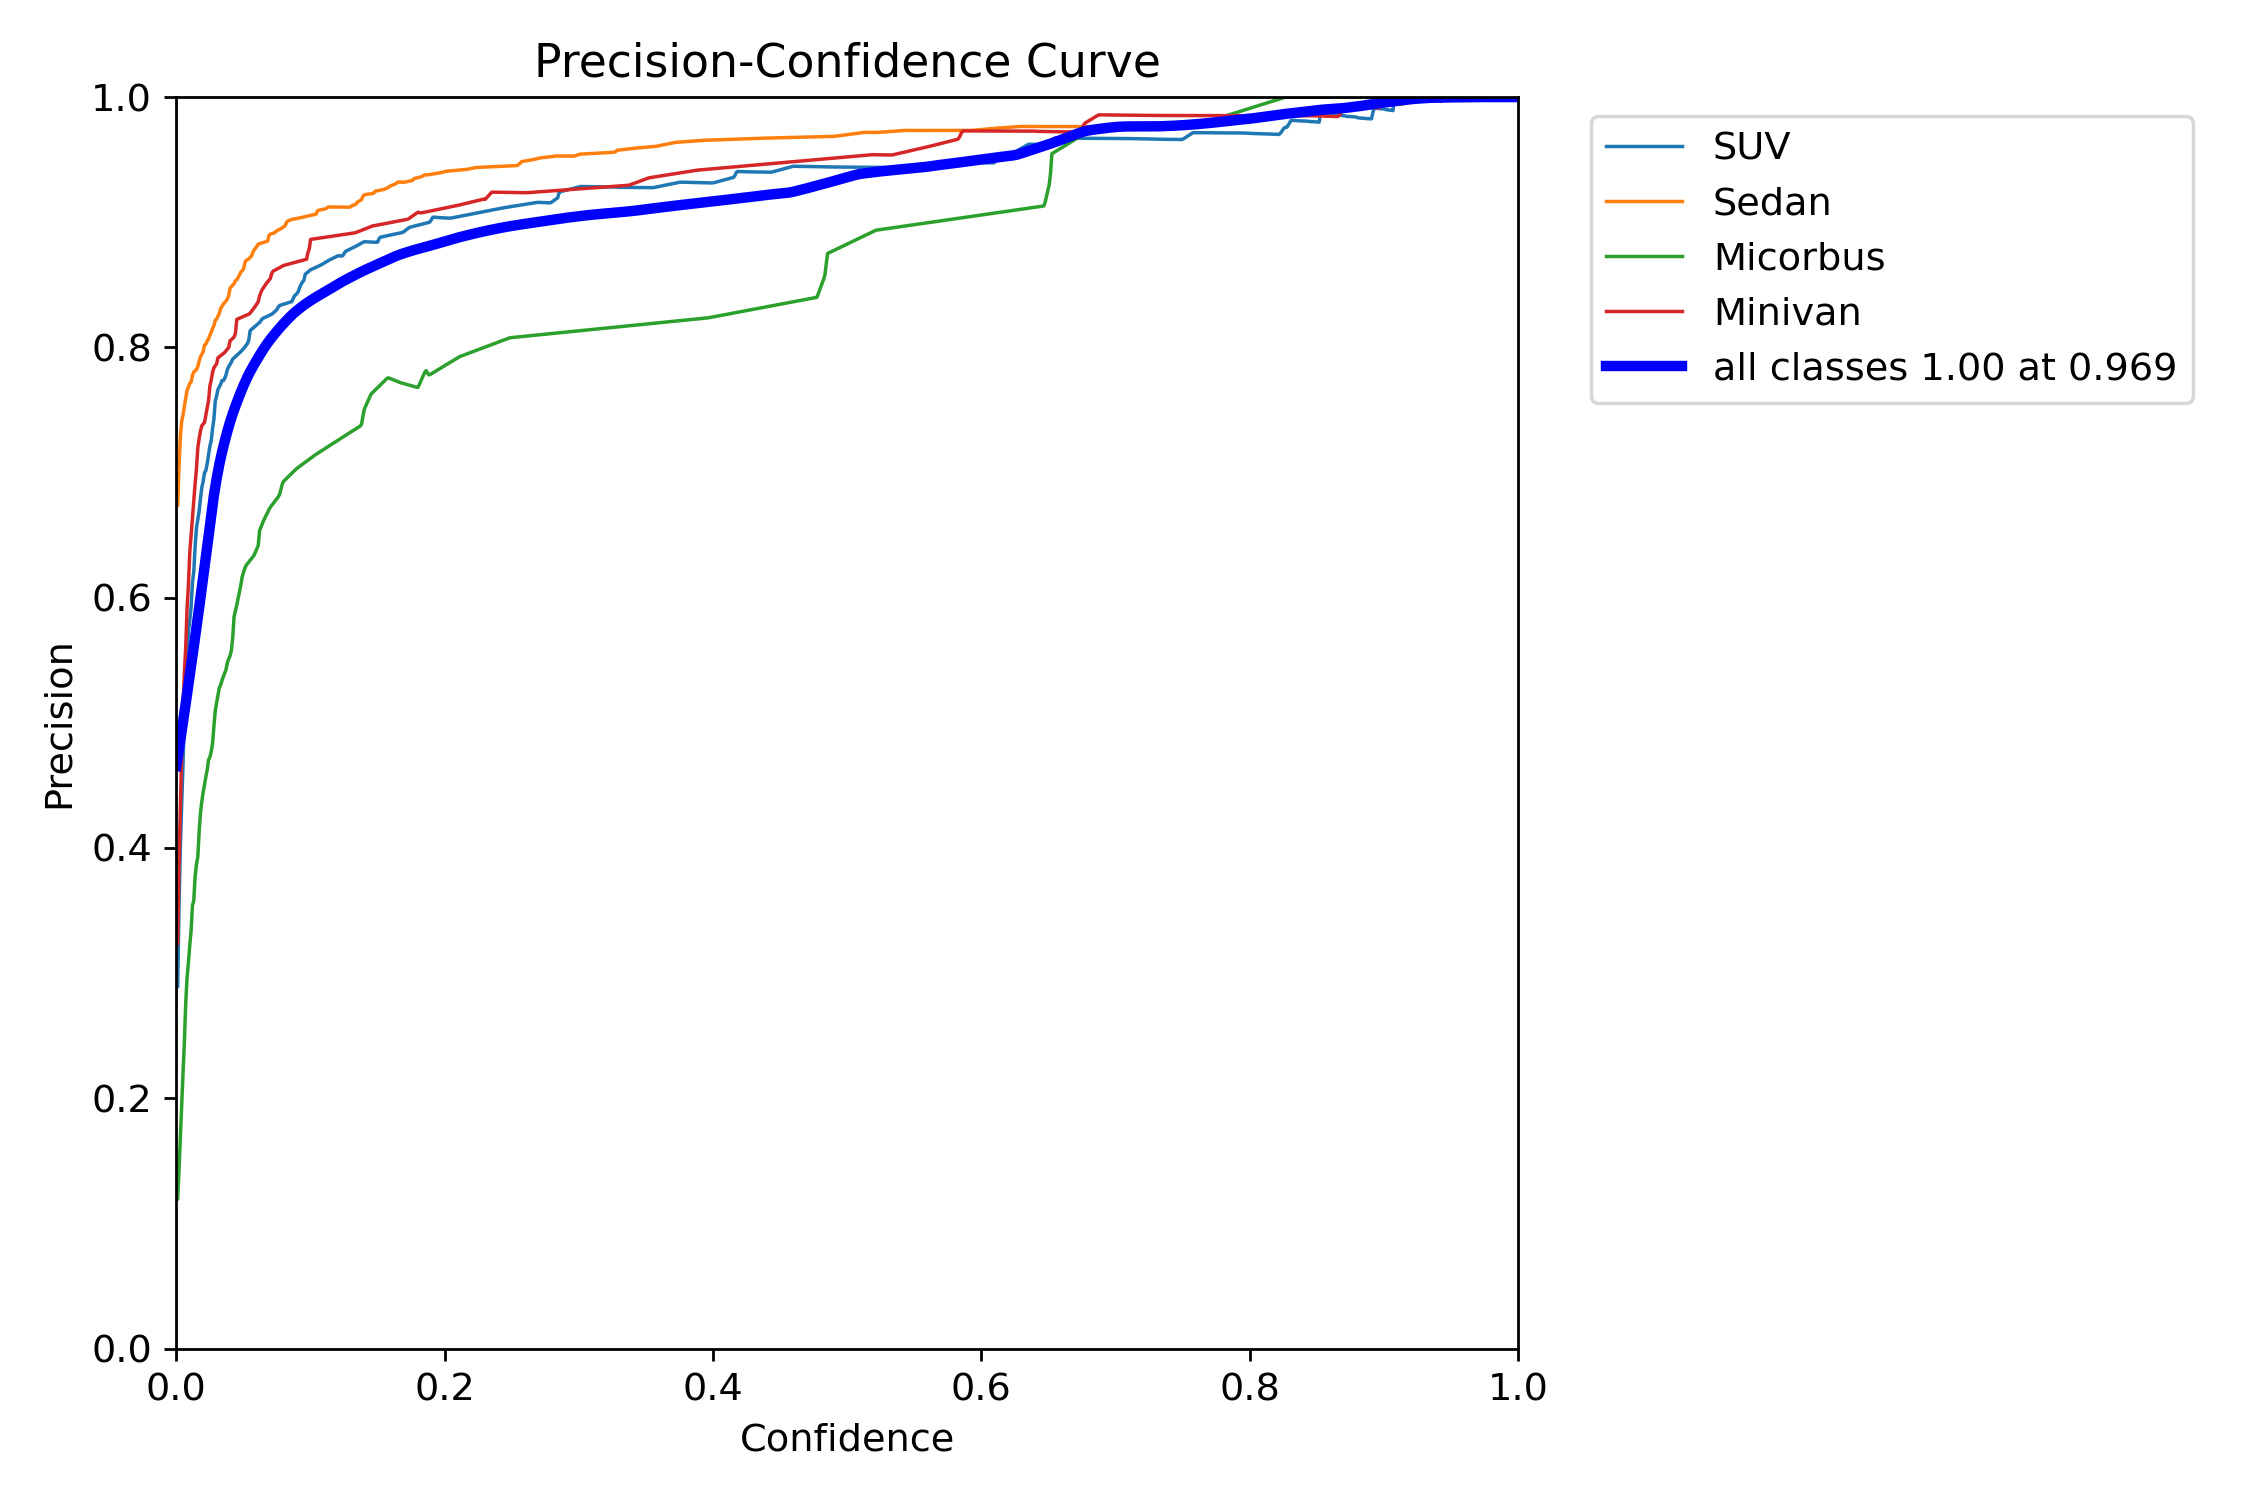 Precision-Confidence Curve
1.0
0.8
0.6
0.4
0.2
0.0
Precision
0.0 0.2 0.4 0.6 0.8 1.0
Confidence
SUV
Sedan
Micorbus
Minivan
all classes 1.00 at 0.969